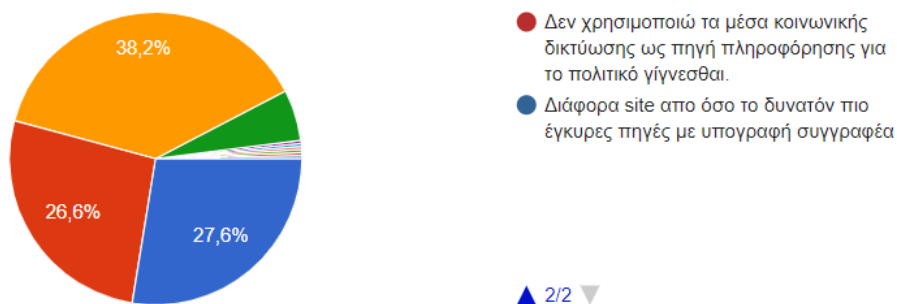 38,2%
26,6%
27,6%
Δεν χρησιμοποιώ τα μέσα κοινωνικής
δικτύωσης ως πηγή πληροφόρησης για
το πολιτικό γίγνεσθαι.
Διάφορα site απο όσο το δυνατόν πιο
έγκυρες πηγές με υπογραφή συγγραφέα
2/2